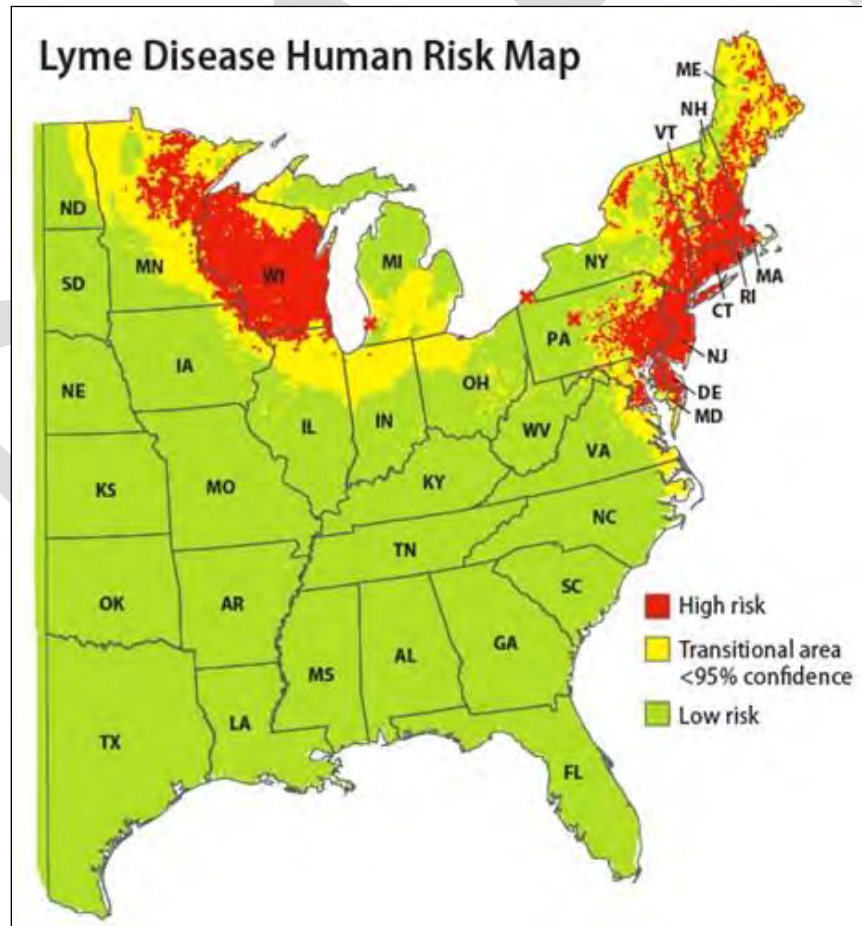 Lyme Disease Human Risk Map
ME
NH
VT
ND
MN
WI
MI
NY
MA
RI
CT
SD
PA
NJ
IA
NE
OH
DE
MD
IL
IN
WV
VA
KS
MO
KY
NC
TN
OK
AR
SC
MS
AL
GA
TX
LA
FL
High risk
Transitional area
<95% confidence
Low risk